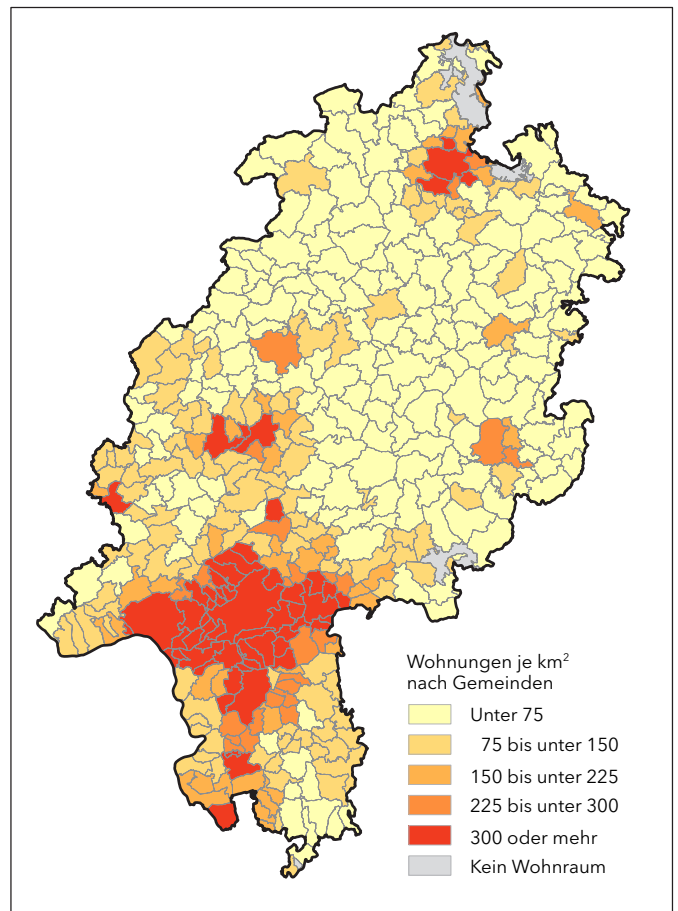 Wohnungen je km²
nach Gemeinden
Unter 75
75 bis unter 150
150 bis unter 225
225 bis unter 300
300 oder mehr
Kein Wohnraum